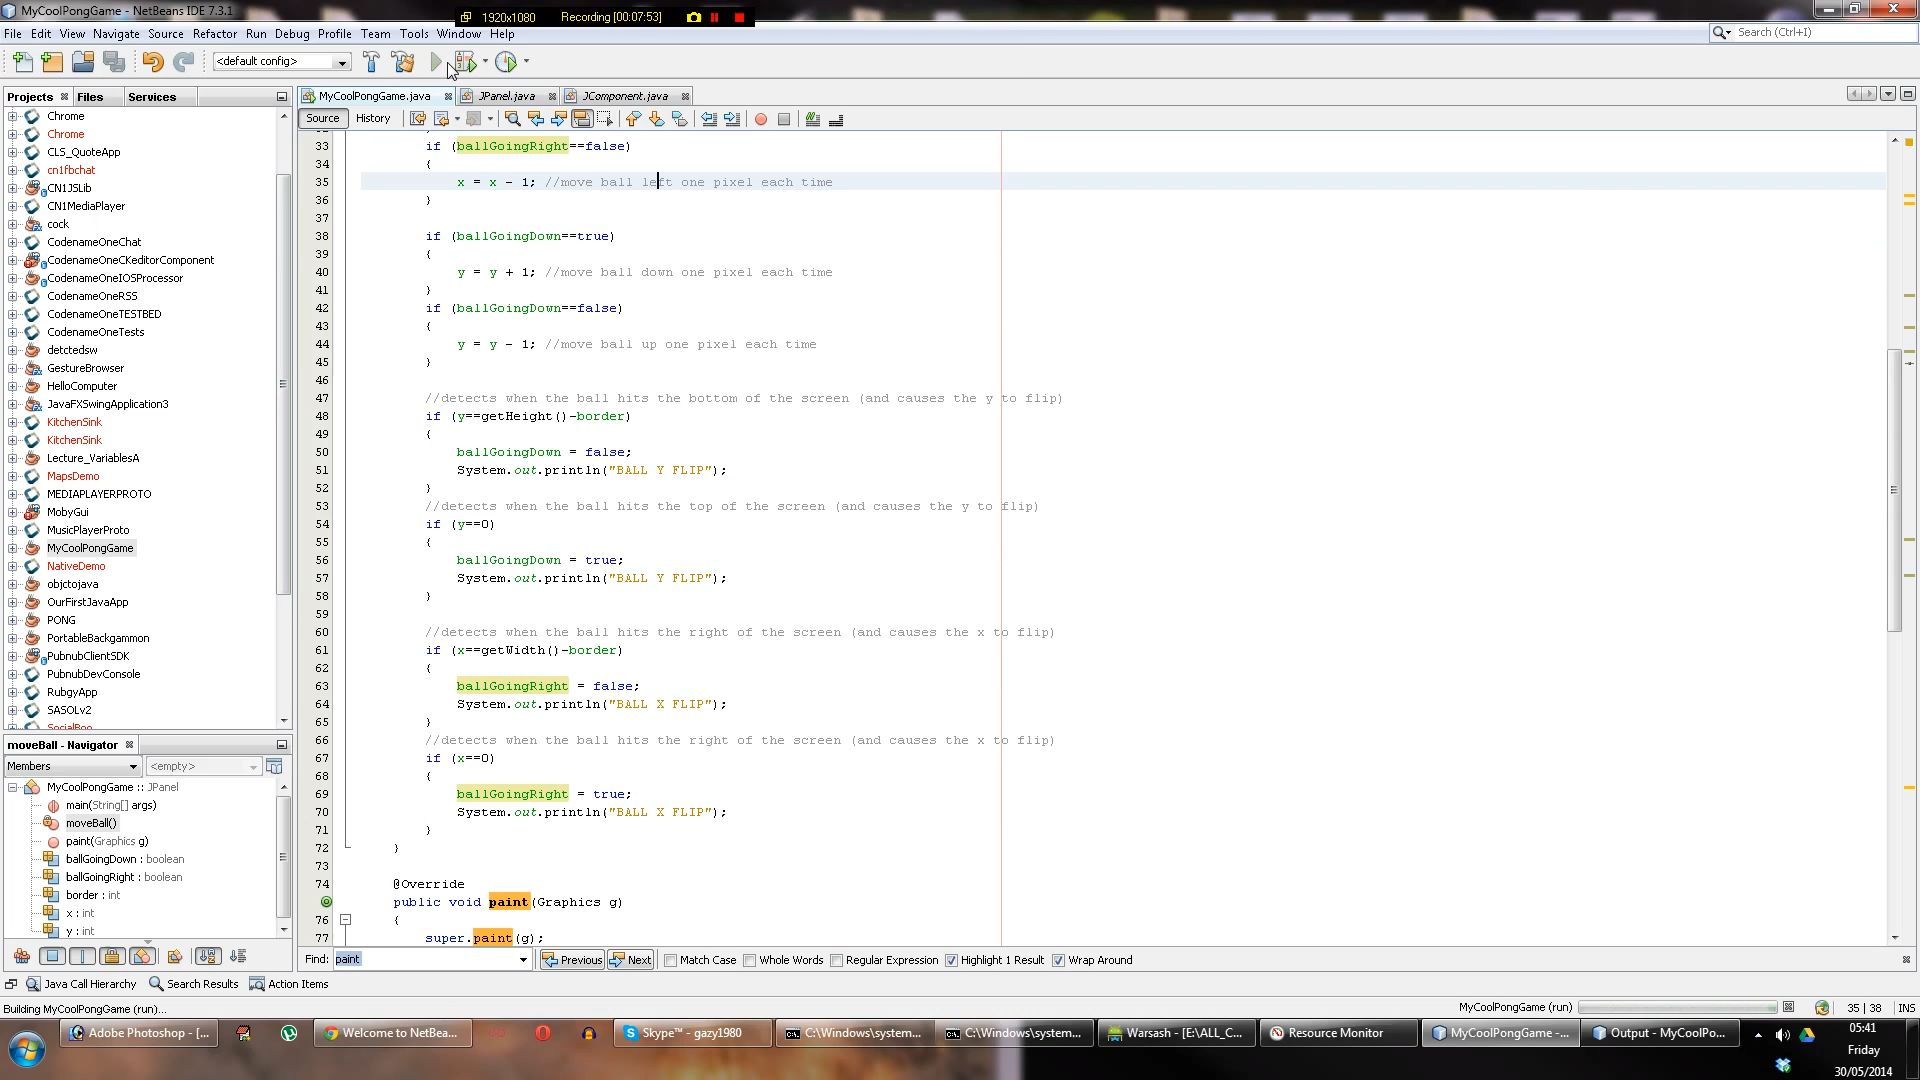 MyCoolPongGame - NetBeans IDE 7.3.1
1920x1080 Recording [00:07:53]
File Edit View Navigate Source Refactor Run Debug Profile Team Tools Window Help
Search (Ctrl+I)
<default config>
Projects Files Services
MyCoolPongGame.java JPanel.java JComponent.java
Source History
Chrome
Chrome
CLS_QuoteApp
cn1fbchat
CN1JSLib
CN1MediaPlayer
cock
CodenameOneChat
CodenameOneCKeditorComponent
CodenameOneIOSProcessor
CodenameOneRSS
CodenameOneTESTBED
CodenameOneTests
detctedsw
GestureBrowser
HelloComputer
JavaFXSwingApplication3
KitchenSink
KitchenSink
Lecture_VariablesA
MapsDemo
MEDIAPLAYERPROTO
MobyGui
MusicPlayerProto
MyCoolPongGame
NativeDemo
objctojava
OurFirstJavaApp
PONG
PortableBackgammon
PubnubClientSDK
PubnubDevConsole
RubgyApp
SASOLv2
SocialBoo
moveBall - Navigator
Members <empty>
MyCoolPongGame :: JPanel
main(String[] args)
moveBall()
paint(Graphics g)
ballGoingDown : boolean
ballGoingRight : boolean
border : int
x : int
y : int
33 if (ballGoingRight==false)
34 {
35 x = x - 1; //move ball left one pixel each time
36 }
37
38 if (ballGoingDown==true)
39 {
40 y = y + 1; //move ball down one pixel each time
41 }
42 if (ballGoingDown==false)
43 {
44 y = y - 1; //move ball up one pixel each time
45 }
46
47 //detects when the ball hits the bottom of the screen (and causes the y to flip)
48 if (y==getHeight()-border)
49 {
50 ballGoingDown = false;
51 System.out.println("BALL Y FLIP");
52 }
53 //detects when the ball hits the top of the screen (and causes the y to flip)
54 if (y==0)
55 {
56 ballGoingDown = true;
57 System.out.println("BALL Y FLIP");
58 }
59
60 //detects when the ball hits the right of the screen (and causes the x to flip)
61 if (x==getWidth()-border)
62 {
63 ballGoingRight = false;
64 System.out.println("BALL X FLIP");
65 }
66 //detects when the ball hits the right of the screen (and causes the x to flip)
67 if (x==0)
68 {
69 ballGoingRight = true;
70 System.out.println("BALL X FLIP");
71 }
72 }
73
74 @Override
75 public void paint(Graphics g)
76 {
77 super.paint(g);
Find: paint Previous Next Match Case Whole Words Regular Expression Highlight 1 Result Wrap Around
Java Call Hierarchy Search Results Action Items
Building MyCoolPongGame (run)... MyCoolPongGame (run) 35 | 38 INS
Adobe Photoshop - [... Welcome to NetBea... Skype™ - gazy1980 C:\Windows\system... C:\Windows\system... Warsash - [E:\ALL_C... Resource Monitor MyCoolPongGame -... Output - MyCoolPo...
05:41
Friday
30/05/2014